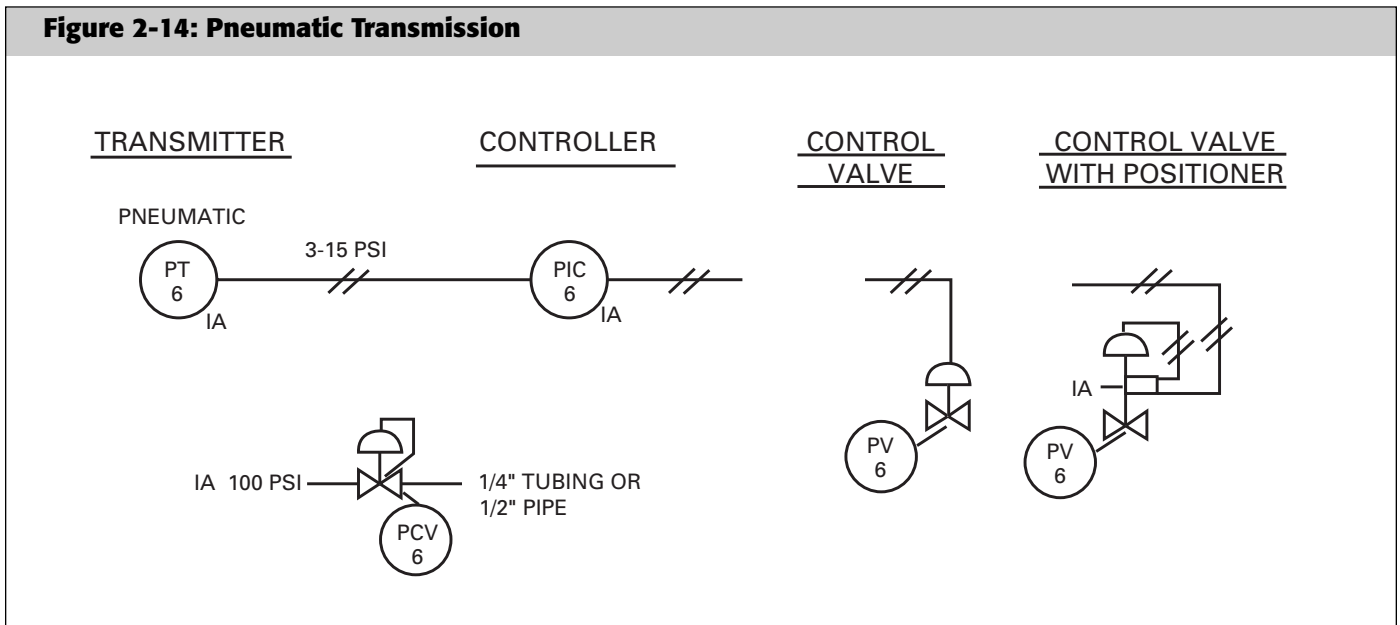 Figure 2-14: Pneumatic Transmission
TRANSMITTER
CONTROLLER
CONTROL
VALVE
CONTROL VALVE
WITH POSITIONER
PNEUMATIC
PT
6
IA
3-15 PSI
PIC
6
IA
PV
6
IA
PV
6
IA 100 PSI
1/4" TUBING OR
1/2" PIPE
PCV
6